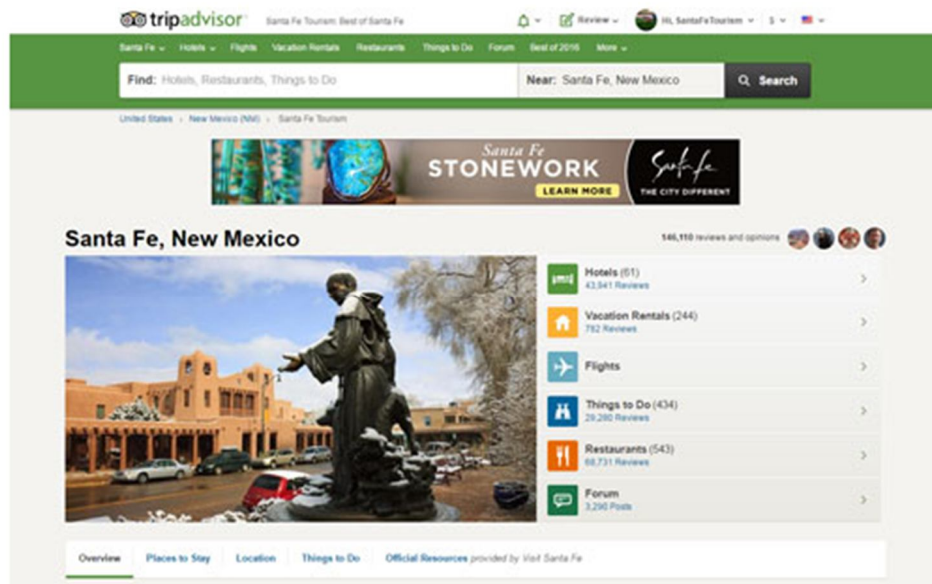 tripadvisor
Santa Fe Tourism: Best of Santa Fe
Review
Hi, SantaFeTourism
$
Santa Fe Hotels Flights Vacation Rentals Restaurants Things to Do Forum Best of 2016 More
Find: Hotels, Restaurants, Things to Do
Near: Santa Fe, New Mexico
Search
United States › New Mexico (NM) › Santa Fe Tourism
Santa Fe
STONEWORK
LEARN MORE
Santa Fe
THE CITY DIFFERENT
Santa Fe, New Mexico
146,110 reviews and opinions
Hotels (61)
43,941 Reviews
Vacation Rentals (244)
782 Reviews
Flights
Things to Do (434)
29,280 Reviews
Restaurants (543)
68,731 Reviews
Forum
3,290 Posts
Overview Places to Stay Location Things to Do Official Resources provided by Visit Santa Fe